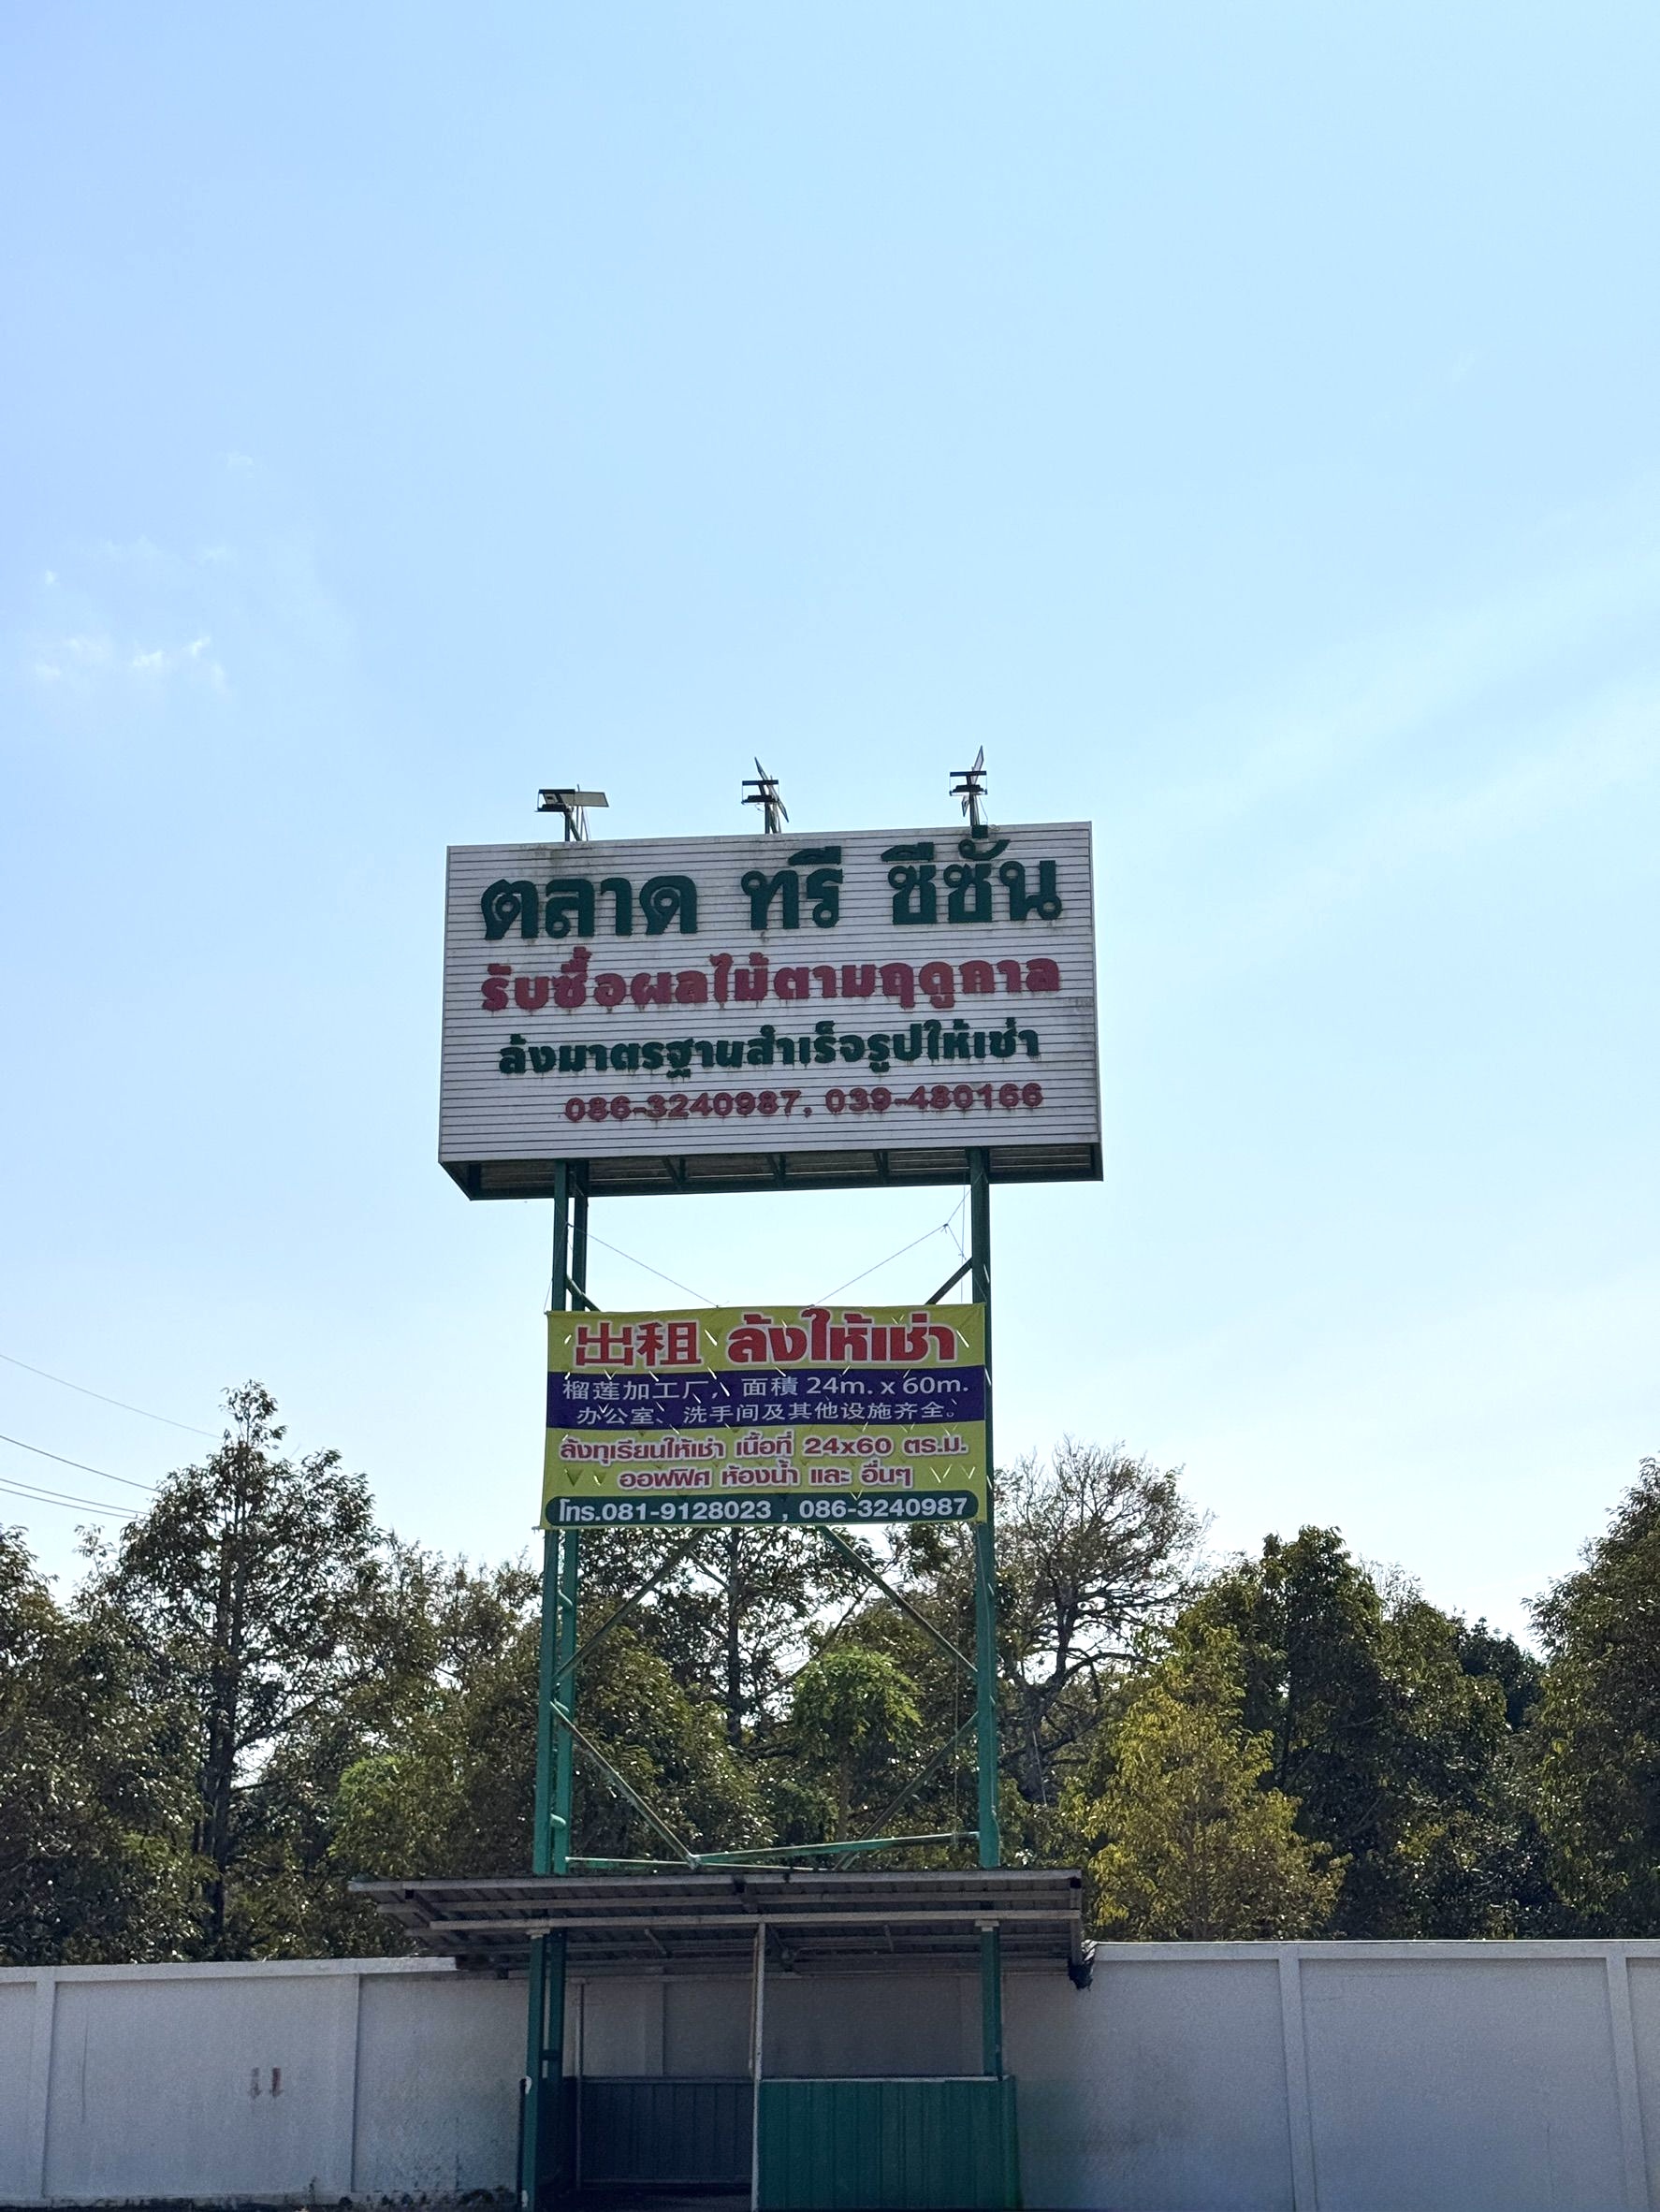 ตลาด ทรี ซีซั่น
รับซื้อผลไม้ตามฤดูกาล
ล้งมาตรฐานสำเร็จรูปให้เช่า
086-3240987, 039-480166
出租 ล้งให้เช่า
榴莲加工厂, 面積 24m. x 60m.
办公室、洗手间及其他设施齐全。
ล้งทุเรียนให้เช่า เนื้อที่ 24x60 ตร.ม.
ออฟฟิศ ห้องน้ำ และ อื่นๆ
โทร.081-9128023 , 086-3240987